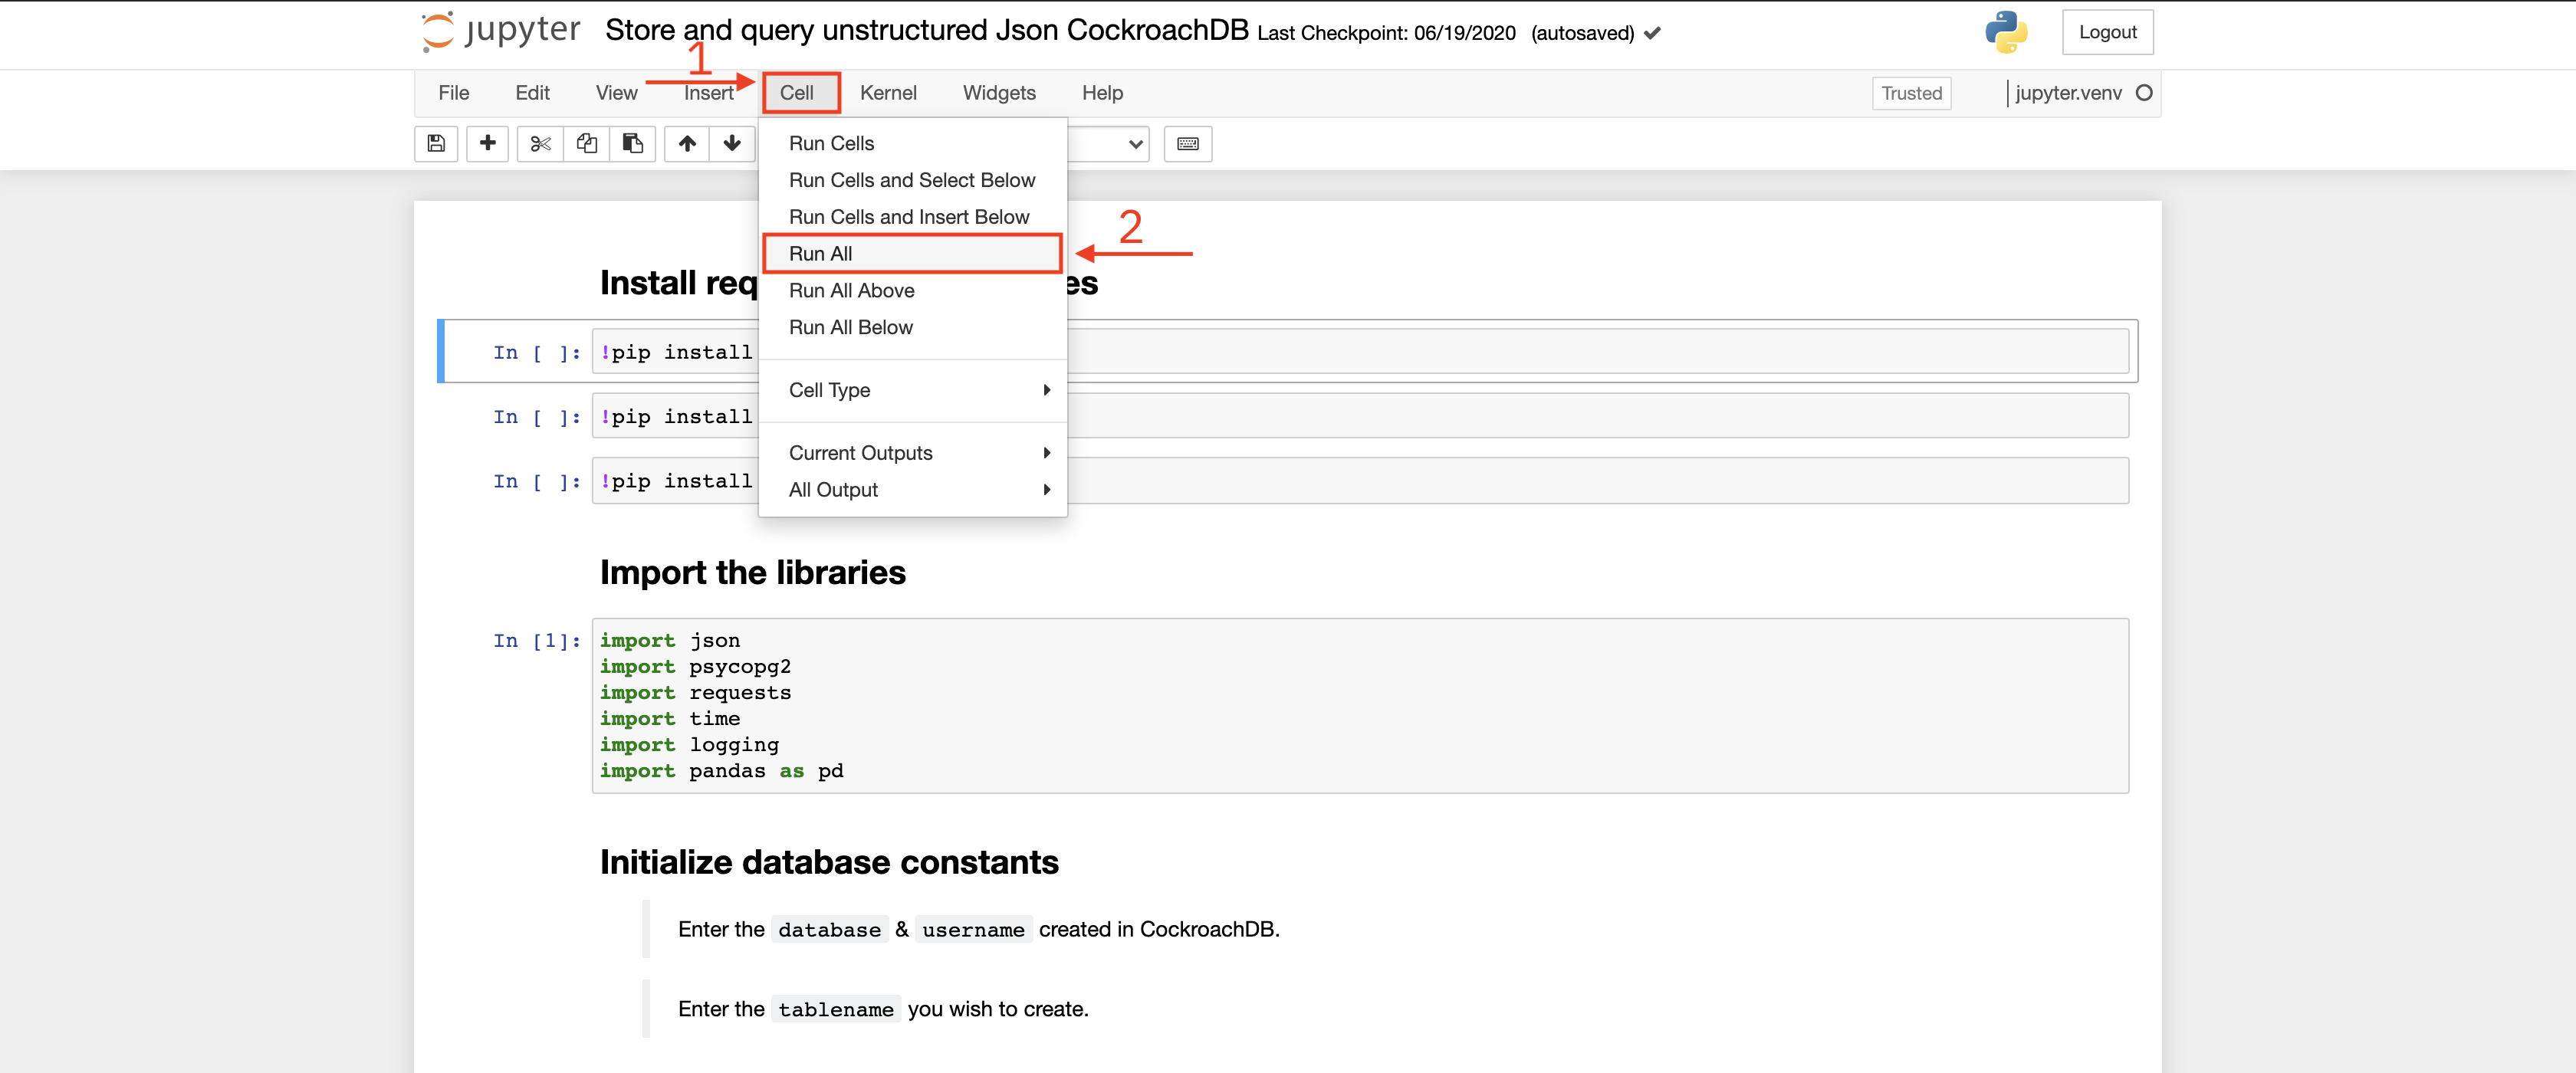 jupyter Store and query unstructured Json CockroachDB Last Checkpoint: 06/19/2020 (autosaved)
Logout
1
File Edit View Insert Cell Kernel Widgets Help Trusted jupyter.venv
Run Cells
Run Cells and Select Below
Run Cells and Insert Below
2
Run All
Run All Above
Run All Below
Cell Type
Current Outputs
All Output
Install
In [ ]: !pip install
In [ ]: !pip install
In [ ]: !pip install
Import the libraries
In [1]: import json
import psycopg2
import requests
import time
import logging
import pandas as pd
Initialize database constants
Enter the database & username created in CockroachDB.
Enter the tablename you wish to create.